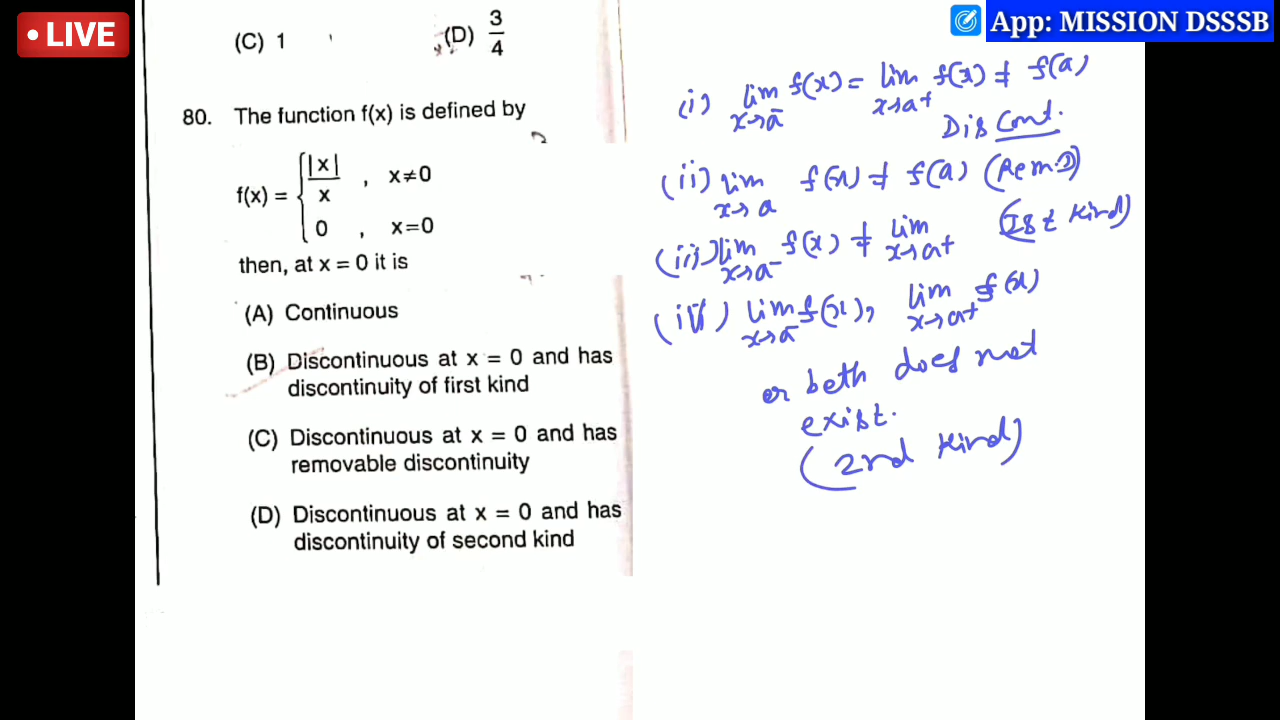 LIVE
App: MISSION DSSSB
(C) 1
(D) 3/4
80. The function f(x) is defined by
f(x) = { |x|/x , x≠0
0 , x=0
then, at x = 0 it is
(A) Continuous
(B) Discontinuous at x = 0 and has
discontinuity of first kind
(C) Discontinuous at x = 0 and has
removable discontinuity
(D) Discontinuous at x = 0 and has
discontinuity of second kind
(i) lim x→a⁻ f(x) = lim x→a+ f(x) ≠ f(a)
Dis Cont.
(ii) lim x→a f(x) ≠ f(a) (Rem.
(iii) lim x→a⁻ f(x) ≠ lim x→a+ (Ist kind)
(iv) lim x→a⁻ f(x), lim x→a+ f(x)
or both does not
exist.
(2nd kind)